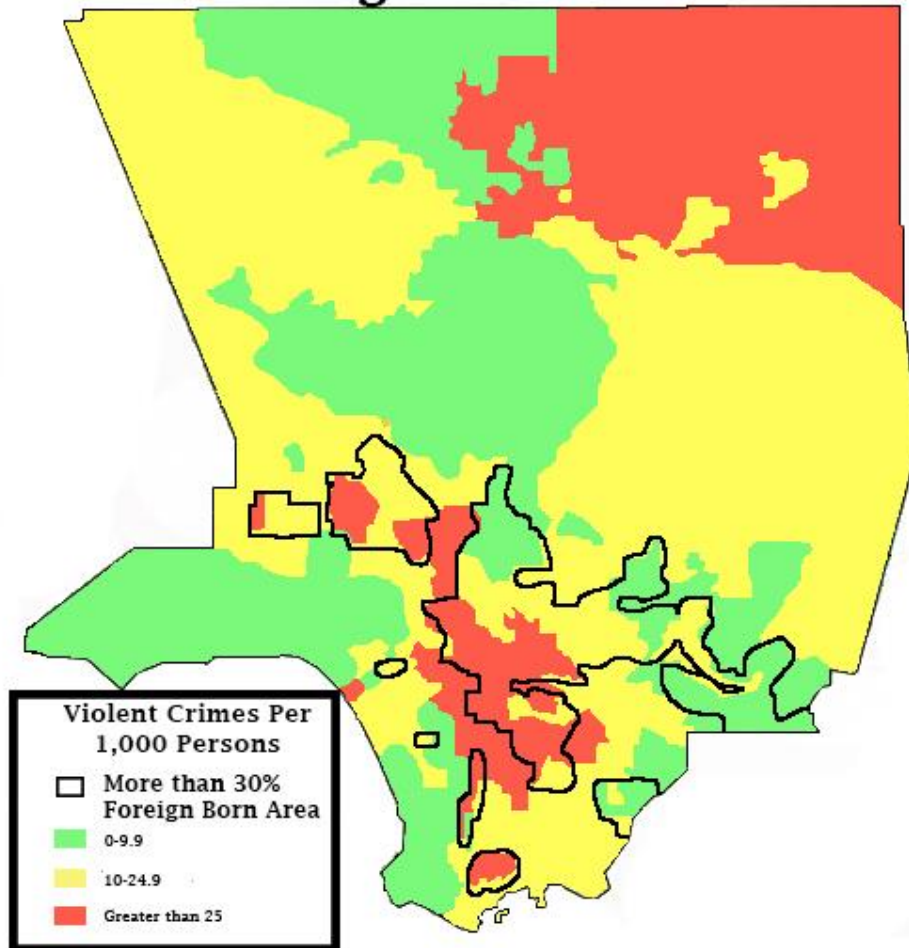 Violent Crimes Per
1,000 Persons
More than 30%
Foreign Born Area
0-9.9
10-24.9
Greater than 25